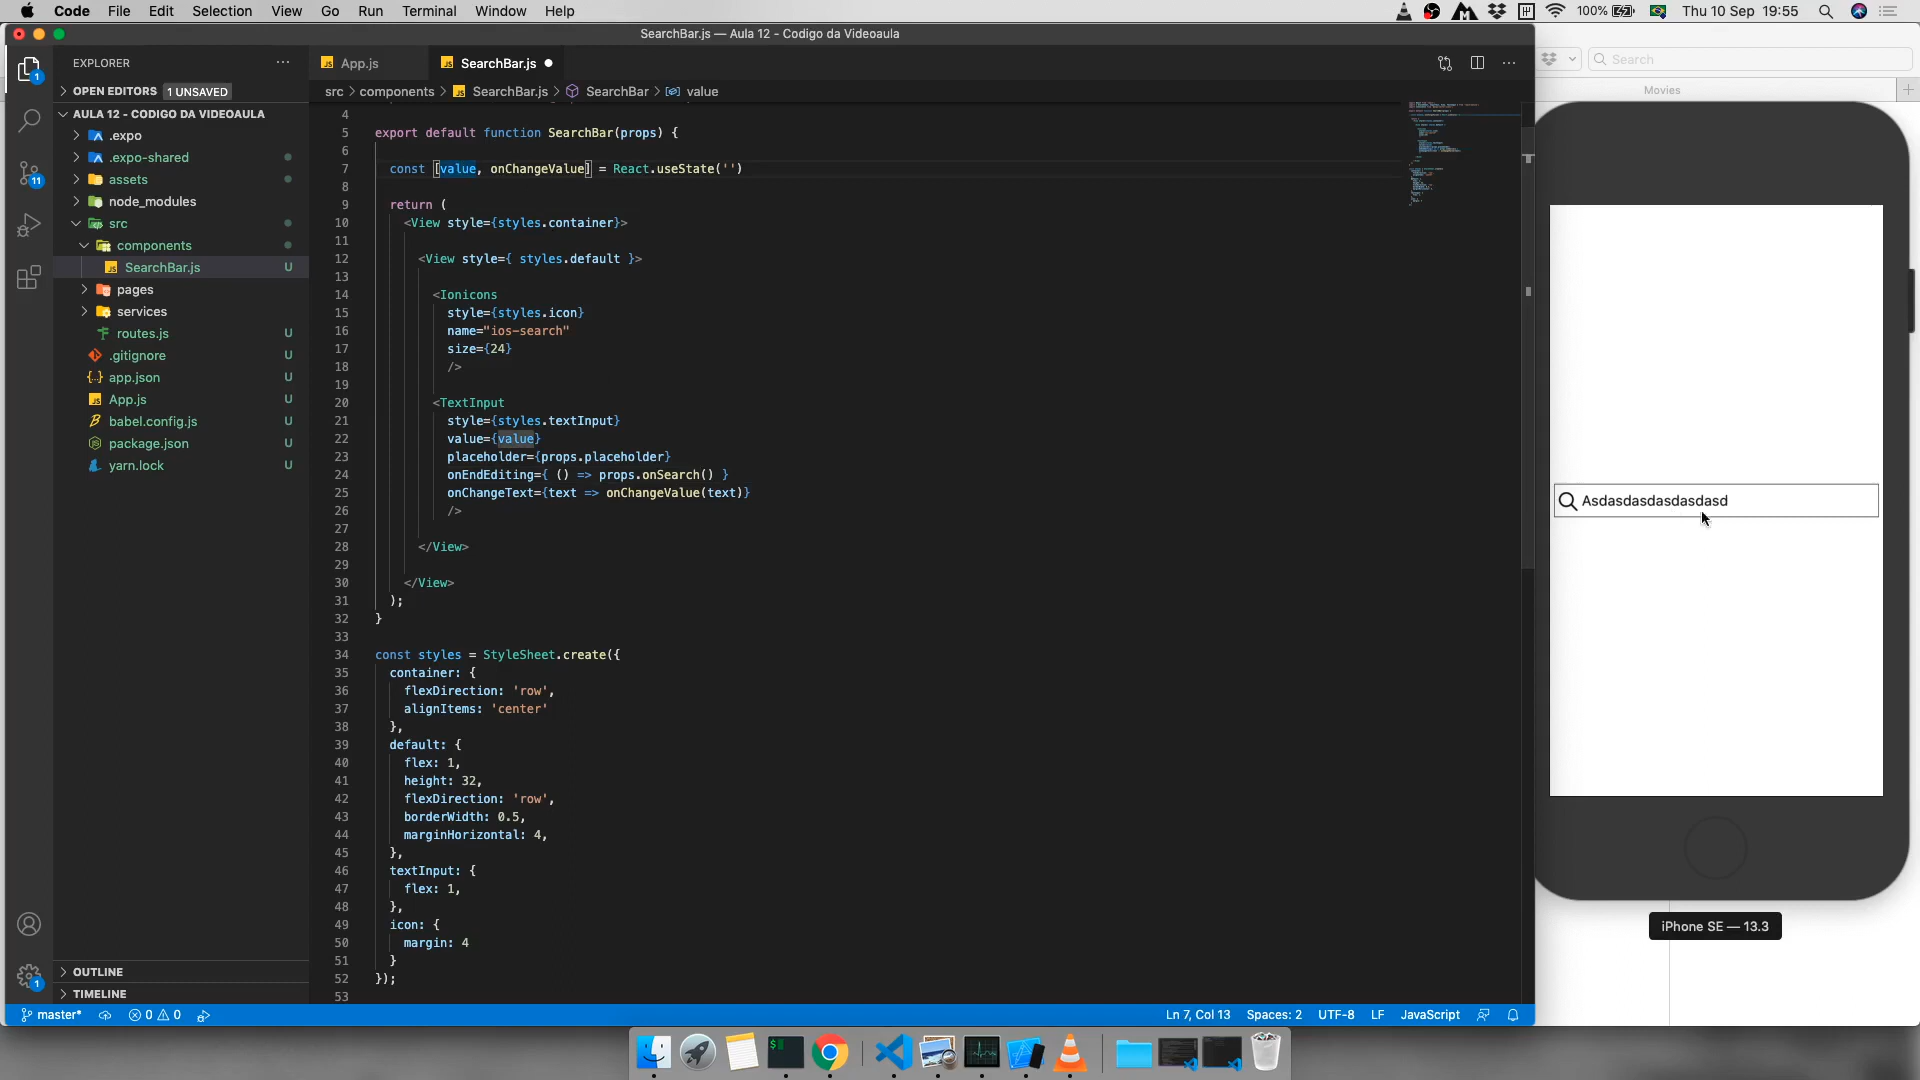 Code File Edit Selection View Go Run Terminal Window Help 100% Thu 10 Sep 19:55
SearchBar.js — Aula 12 - Codigo da Videoaula
Search
Movies
EXPLORER
OPEN EDITORS 1 UNSAVED
AULA 12 - CODIGO DA VIDEOAULA
.expo
.expo-shared
assets
node_modules
src
components
SearchBar.js U
pages
services
routes.js U
.gitignore U
app.json U
App.js U
babel.config.js U
package.json U
yarn.lock U
OUTLINE
TIMELINE
1
11
1
App.js
SearchBar.js
src > components > SearchBar.js > SearchBar > value
4
5 export default function SearchBar(props) {
6
7 const [value, onChangeValue] = React.useState('')
8
9 return (
10 <View style={styles.container}>
11
12 <View style={ styles.default }>
13
14 <Ionicons
15 style={styles.icon}
16 name="ios-search"
17 size={24}
18 />
19
20 <TextInput
21 style={styles.textInput}
22 value={value}
23 placeholder={props.placeholder}
24 onEndEditing={ () => props.onSearch() }
25 onChangeText={text => onChangeValue(text)}
26 />
27
28 </View>
29
30 </View>
31 );
32 }
33
34 const styles = StyleSheet.create({
35 container: {
36 flexDirection: 'row',
37 alignItems: 'center'
38 },
39 default: {
40 flex: 1,
41 height: 32,
42 flexDirection: 'row',
43 borderWidth: 0.5,
44 marginHorizontal: 4,
45 },
46 textInput: {
47 flex: 1,
48 },
49 icon: {
50 margin: 4
51 }
52 });
53
Asdasdasdasdasdasd
iPhone SE — 13.3
master* 0 0 Ln 7, Col 13 Spaces: 2 UTF-8 LF JavaScript